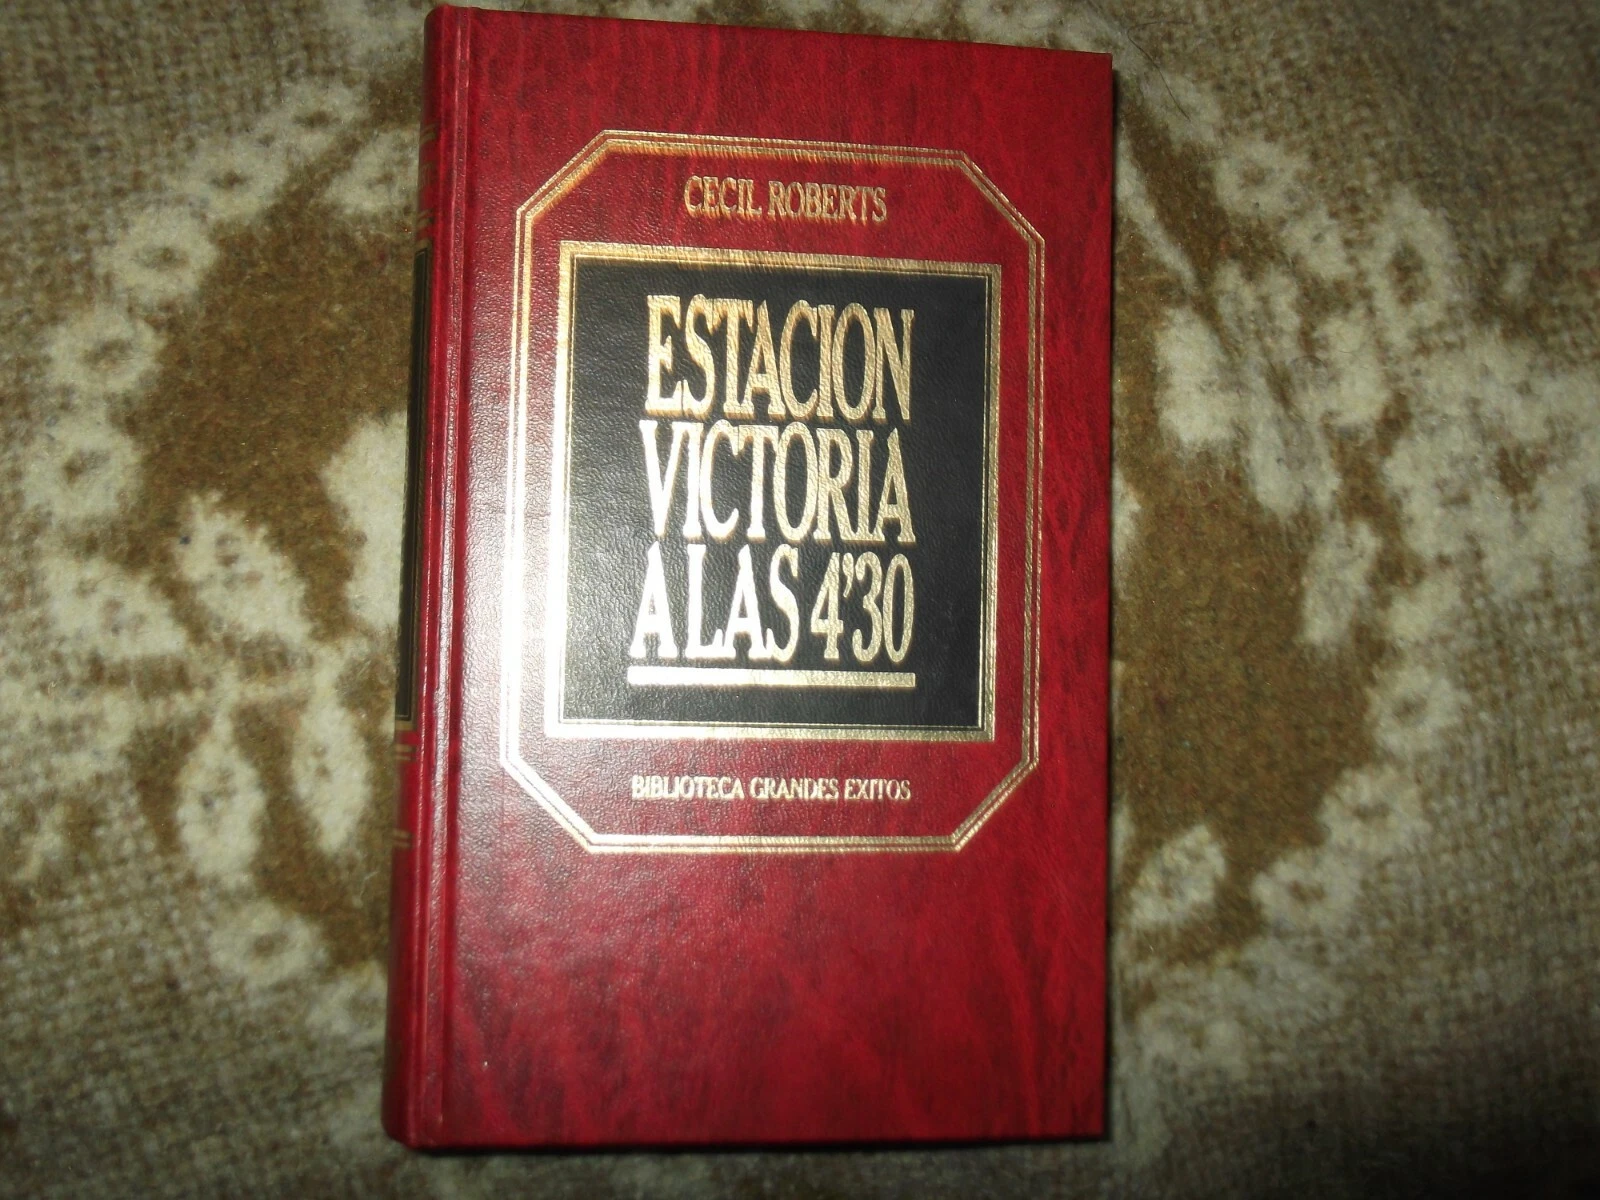 CECIL ROBERTS
ESTACION
VICTORIA
A LAS 4'30
BIBLIOTECA GRANDES EXITOS